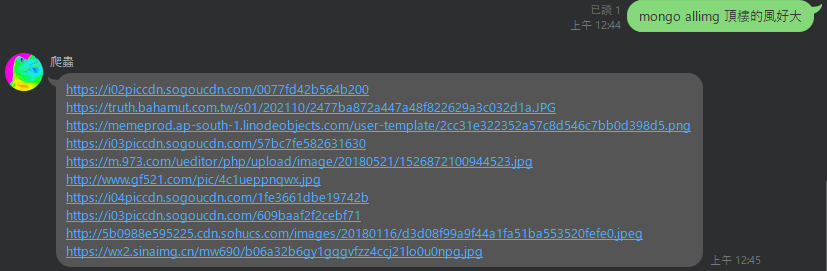 已讀 1
上午 12:44
mongo allimg 頂樓的風好大
爬蟲
https://i02piccdn.sogoucdn.com/0077fd42b564b200
https://truth.bahamut.com.tw/s01/202110/2477ba872a447a48f822629a3c032d1a.JPG
https://memeprod.ap-south-1.linodeobjects.com/user-template/2cc31e322352a57c8d546c7bb0d398d5.png
https://i03piccdn.sogoucdn.com/57bc7fe582631630
https://m.973.com/ueditor/php/upload/image/20180521/1526872100944523.jpg
http://www.gf521.com/pic/4c1ueppnqwx.jpg
https://i04piccdn.sogoucdn.com/1fe3661dbe19742b
https://i03piccdn.sogoucdn.com/609baaf2f2cebf71
http://5b0988e595225.cdn.sohucs.com/images/20180116/d3d08f99a9f44a1fa51ba553520fefe0.jpeg
https://wx2.sinaimg.cn/mw690/b06a32b6gy1gqgvfzz4ccj21lo0u0npg.jpg
上午 12:45